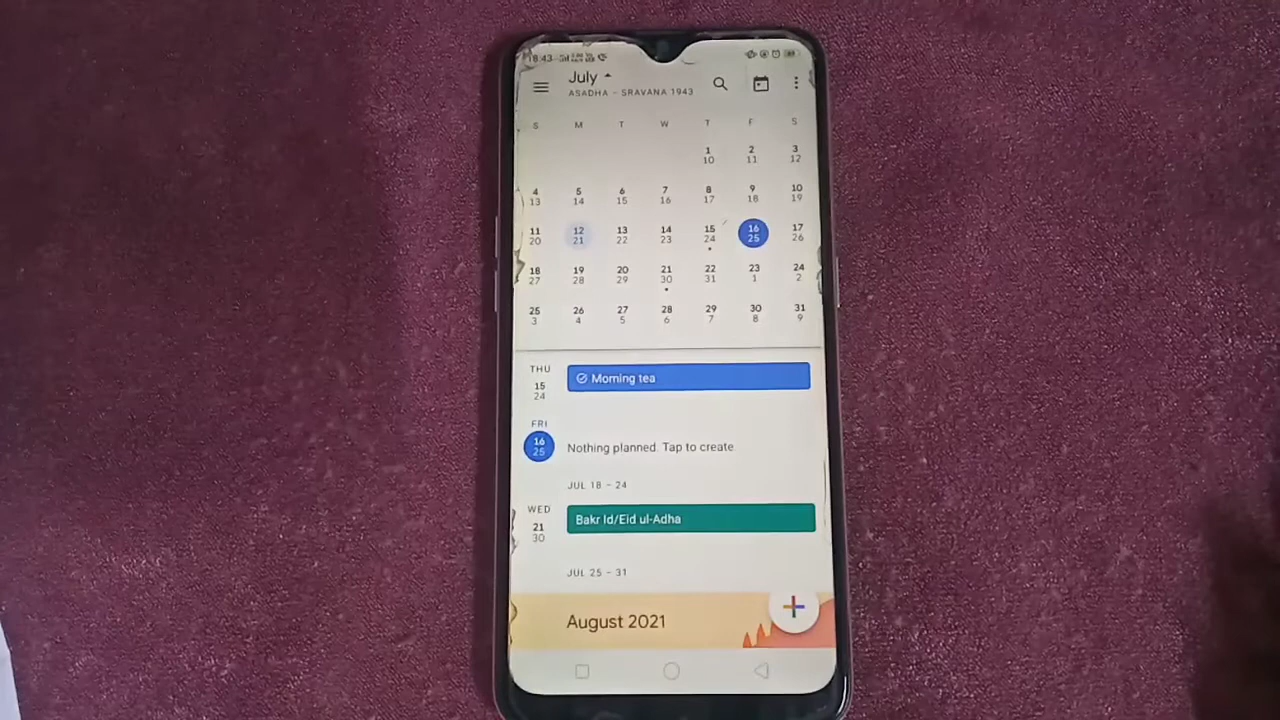 18:43
July
ASADHA - SRAVANA 1943
S M T W T F S
1 2 3
10 11 12
4 5 6 7 8 9 10
13 14 15 16 17 18 19
11 12 13 14 15 16 17
20 21 22 23 24 25 26
18 19 20 21 22 23 24
27 28 29 30 31 1 2
25 26 27 28 29 30 31
3 4 5 6 7 8 9
THU
15
24
Morning tea
FRI
16
25
Nothing planned. Tap to create.
JUL 18 – 24
WED
21
30
Bakr Id/Eid ul-Adha
JUL 25 – 31
August 2021